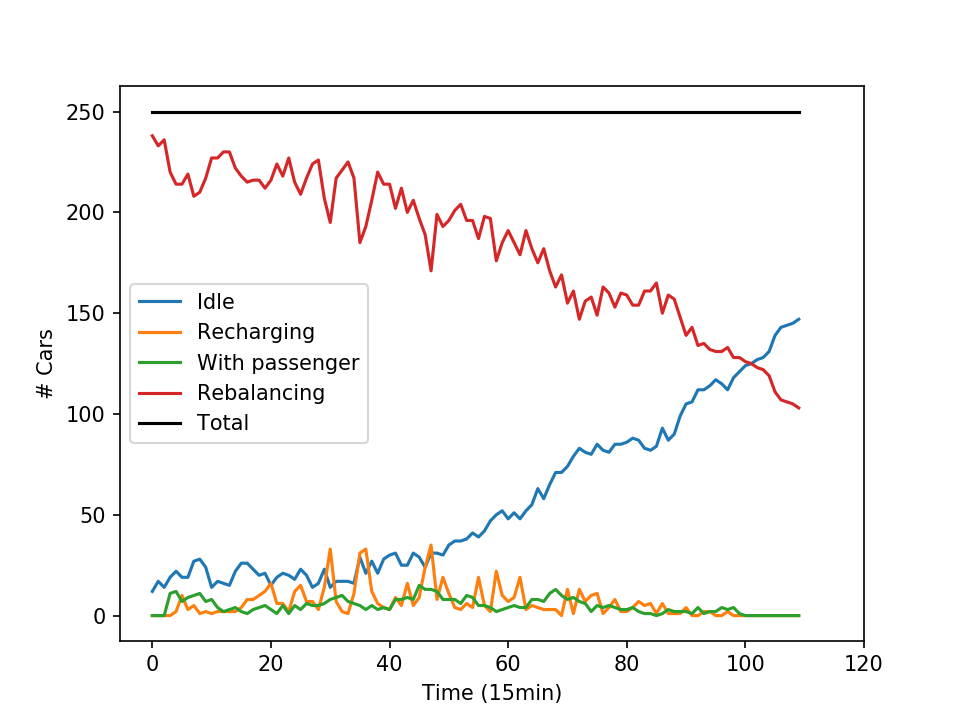 250
200
150
100
50
0
# Cars
Idle
Recharging
With passenger
Rebalancing
Total
0 20 40 60 80 100 120
Time (15min)